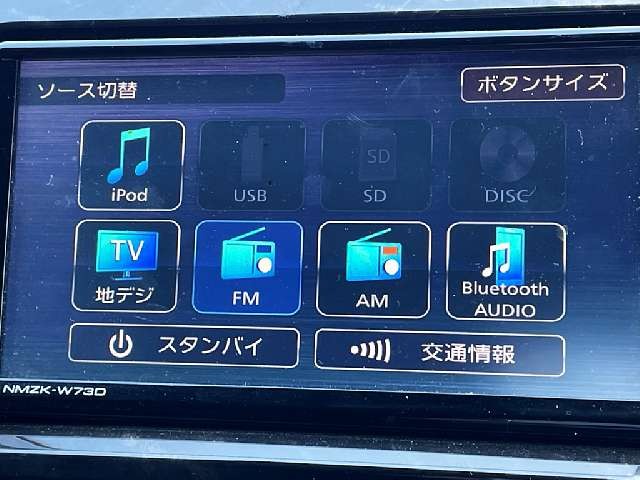 ソース切替
ボタンサイズ
iPod
USB
SD
SD
DISC
TV
地デジ
FM
AM
Bluetooth
AUDIO
スタンバイ
交通情報
NMZK-W73D